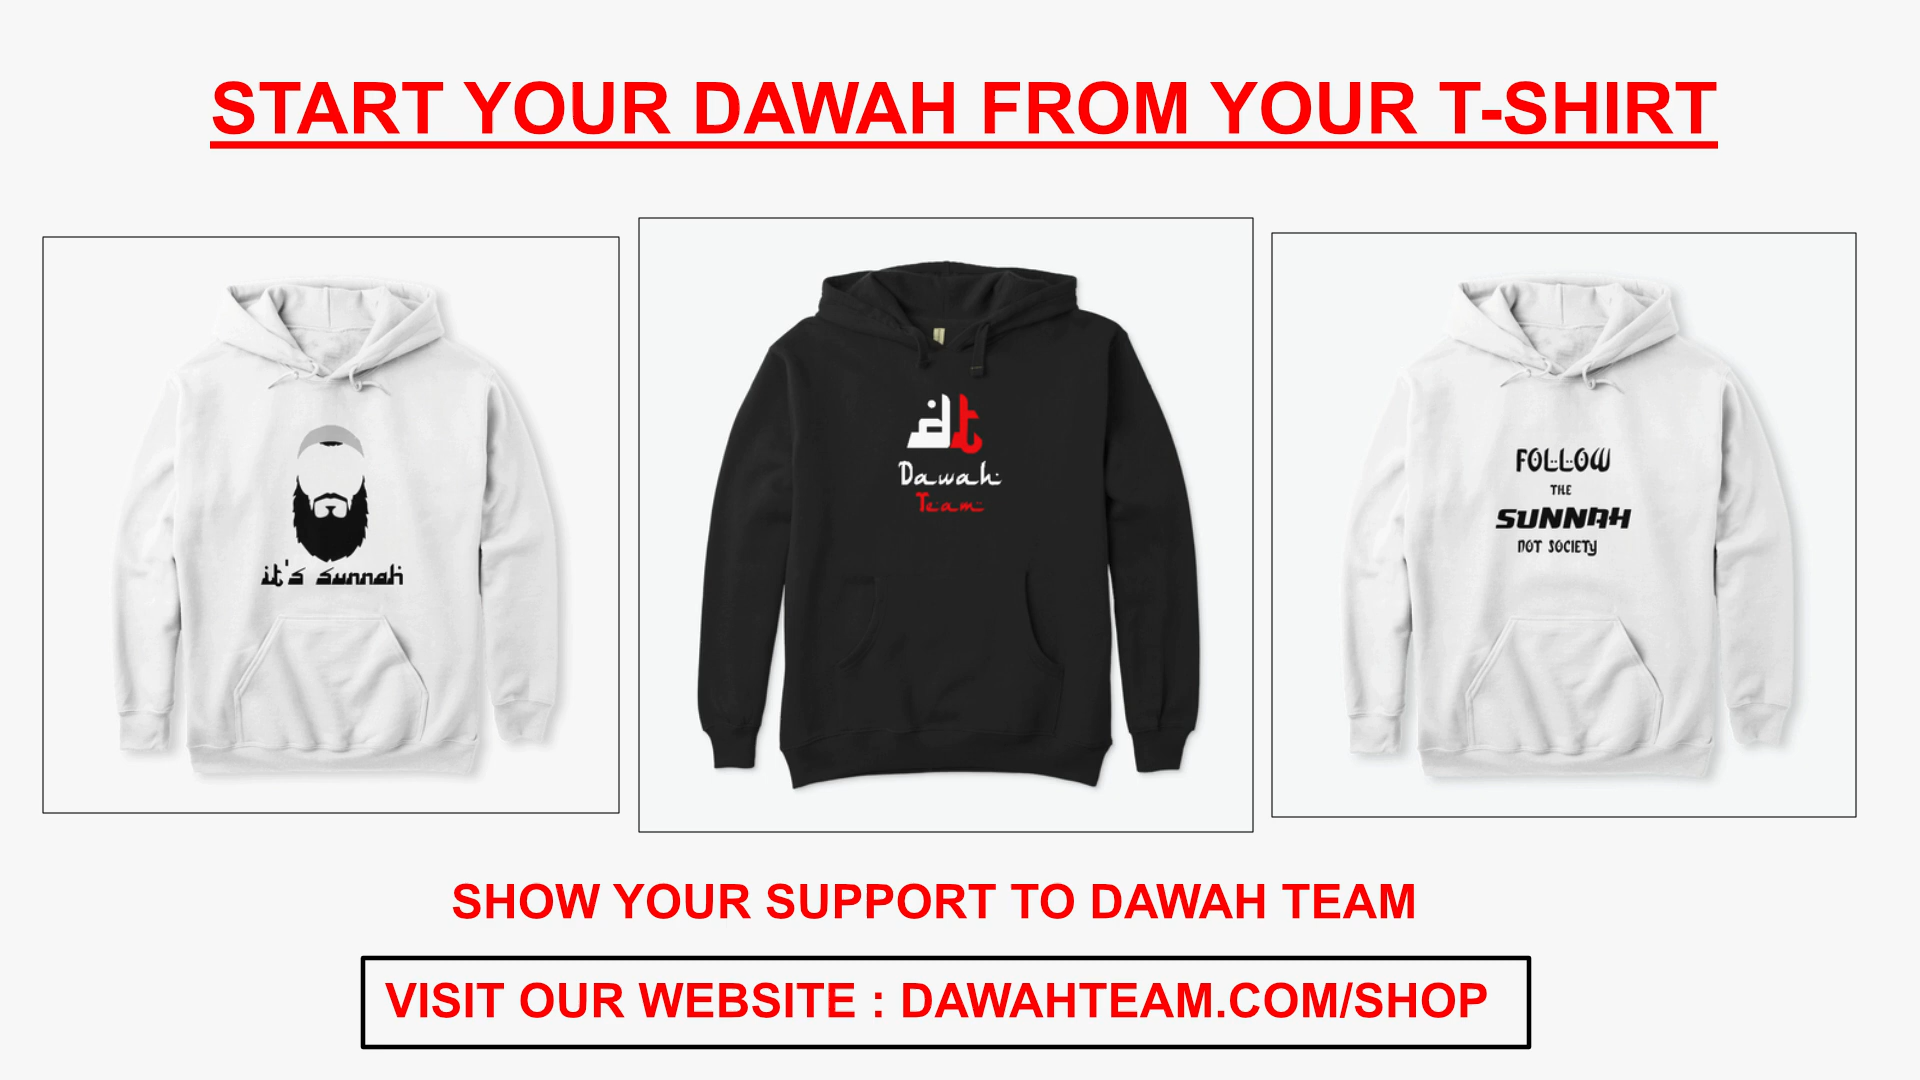 START YOUR DAWAH FROM YOUR T-SHIRT
it's sunnah
dt
Dawah
Team
FOLLOW
THE
SUNNAH
NOT SOCIETY
SHOW YOUR SUPPORT TO DAWAH TEAM
VISIT OUR WEBSITE : DAWAHTEAM.COM/SHOP